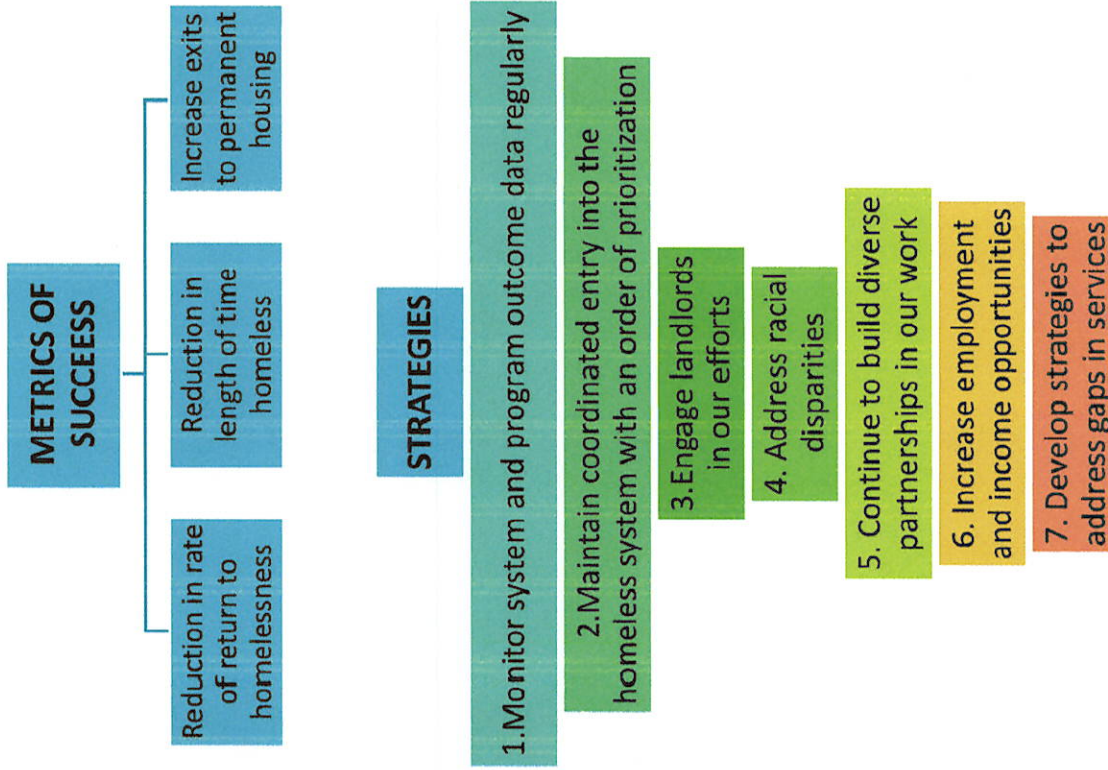 METRICS OF
SUCCESS
Reduction in rate
of return to
homelessness
Reduction in
length of time
homeless
Increase exits
to permanent
housing
STRATEGIES
1.Monitor system and program outcome data regularly
2.Maintain coordinated entry into the
homeless system with an order of prioritization
3.Engage landlords
in our efforts
4. Address racial
disparities
5. Continue to build diverse
partnerships in our work
6. Increase employment
and income opportunities
7. Develop strategies to
address gaps in services